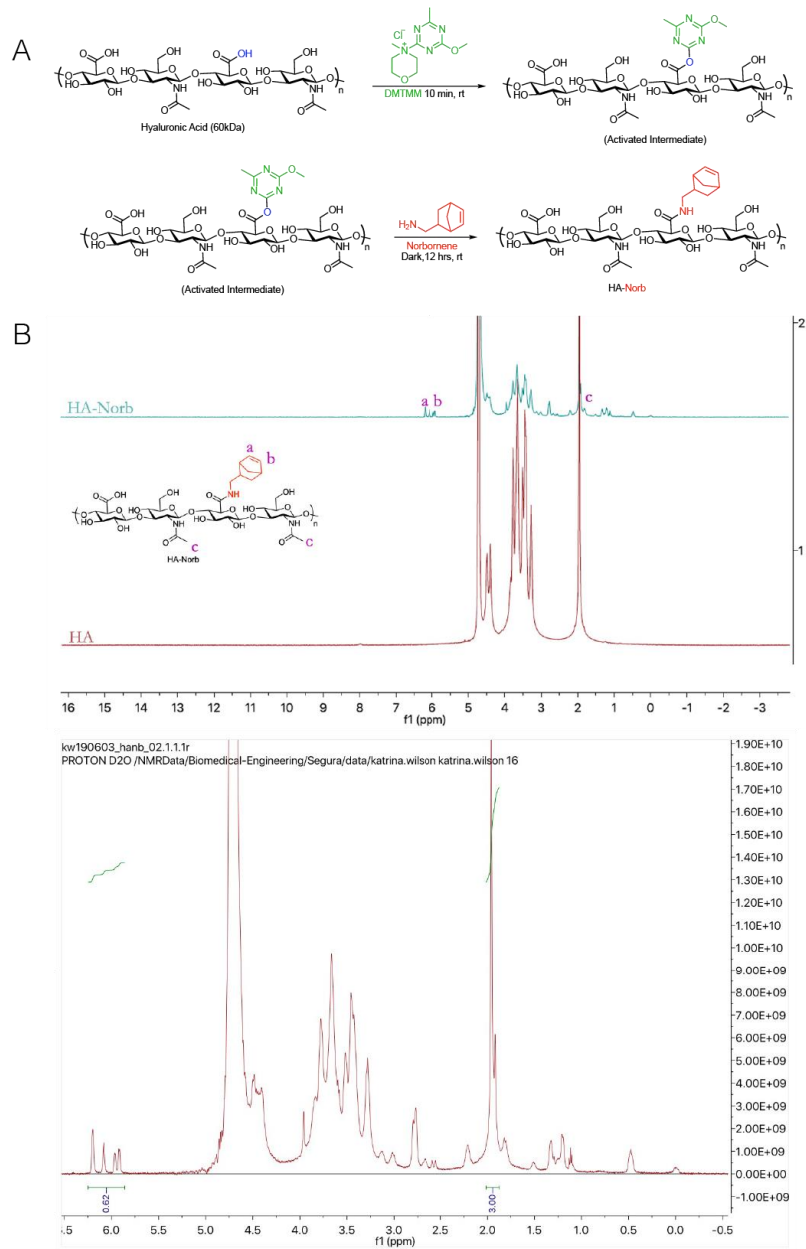 A
Cl⁻
DMTMM 10 min, rt
Hyaluronic Acid (60kDa)
(Activated Intermediate)
H₂N
Norbornene
Dark,12 hrs, rt
(Activated Intermediate)
HA-Norb
B
2
HA-Norb
a b
c
a
b
c
c
HA-Norb
1
HA
16 15 14 13 12 11 10 9 8 7 6 5 4 3 2 1 0 -1 -2 -3
f1 (ppm)
kw190603_hanb_02.1.1.1r
PROTON D2O /NMRData/Biomedical-Engineering/Segura/data/katrina.wilson katrina.wilson 16
1.90E+10
1.80E+10
1.70E+10
1.60E+10
1.50E+10
1.40E+10
1.30E+10
1.20E+10
1.10E+10
1.00E+10
9.00E+09
8.00E+09
7.00E+09
6.00E+09
5.00E+09
4.00E+09
3.00E+09
2.00E+09
1.00E+09
0.00E+00
-1.00E+09
0.62
3.00
.5 6.0 5.5 5.0 4.5 4.0 3.5 3.0 2.5 2.0 1.5 1.0 0.5 0.0 -0.5
f1 (ppm)